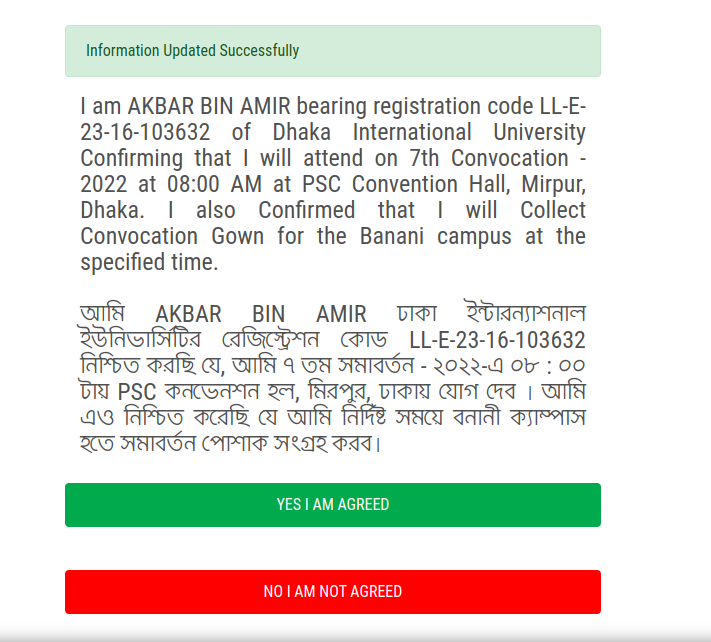 Information Updated Successfully
I am AKBAR BIN AMIR bearing registration code LL-E-
23-16-103632 of Dhaka International University
Confirming that I will attend on 7th Convocation -
2022 at 08:00 AM at PSC Convention Hall, Mirpur,
Dhaka. I also Confirmed that I will Collect
Convocation Gown for the Banani campus at the
specified time.
আমি AKBAR BIN AMIR ঢাকা ইন্টারন্যাশনাল
ইউনিভার্সিটির রেজিস্ট্রেশন কোড LL-E-23-16-103632
নিশ্চিত করছি যে, আমি ৭ তম সমাবর্তন - ২০২২-এ ০৮ : ০০
টায় PSC কনভেনশন হল, মিরপুর, ঢাকায় যোগ দেব । আমি
এও নিশ্চিত করেছি যে আমি নির্দিষ্ট সময়ে বনানী ক্যাম্পাস
হতে সমাবর্তন পোশাক সংগ্রহ করব।
YES I AM AGREED
NO I AM NOT AGREED